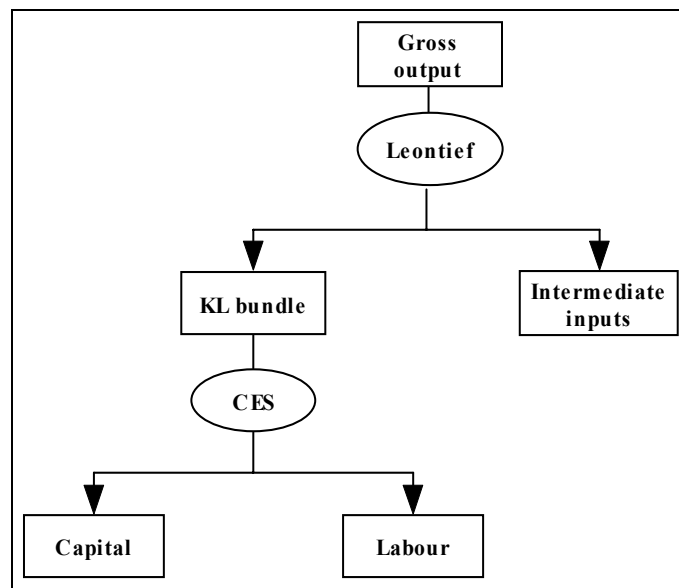 Gross
output
Leontief
KL bundle
Intermediate
inputs
CES
Capital
Labour